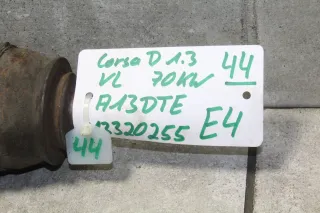 Corsa D 1.3 44
VL 70KW
A13DTE
13320255 E4
44